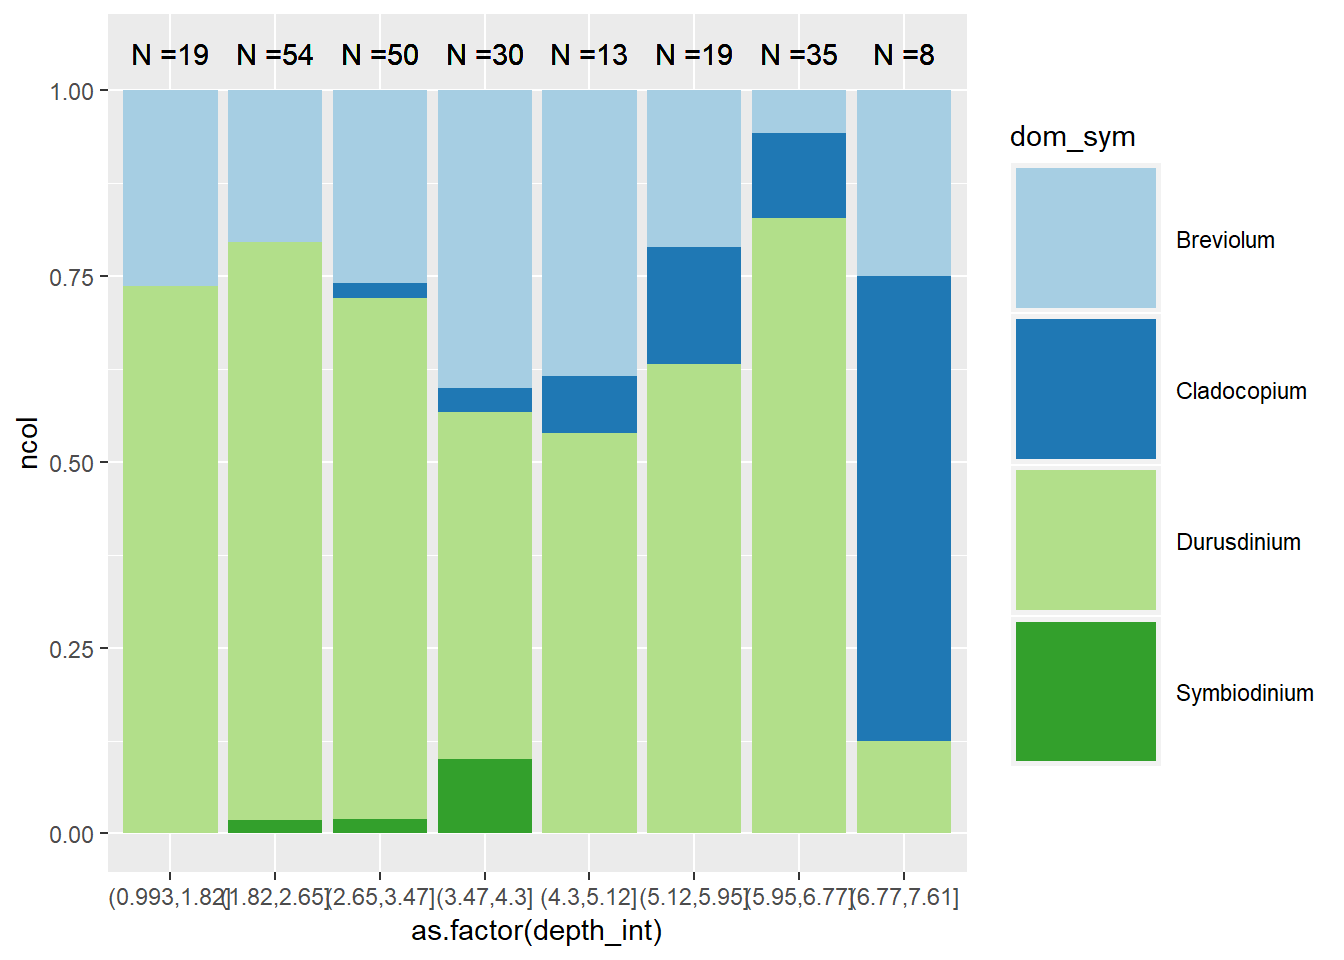 N =19 N =54 N =50 N =30 N =13 N =19 N =35 N =8
1.00
0.75
0.50
0.25
0.00
ncol
(0.993,1.82] (1.82,2.65] (2.65,3.47] (3.47,4.3] (4.3,5.12] (5.12,5.95] (5.95,6.77] (6.77,7.61]
as.factor(depth_int)
dom_sym
Breviolum
Cladocopium
Durusdinium
Symbiodinium